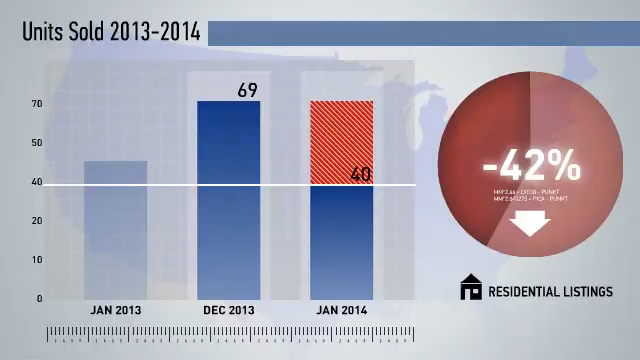 Units Sold 2013-2014
69
40
70
50
40
20
10
0
JAN 2013
DEC 2013
JAN 2014
-42%
RESIDENTIAL LISTINGS